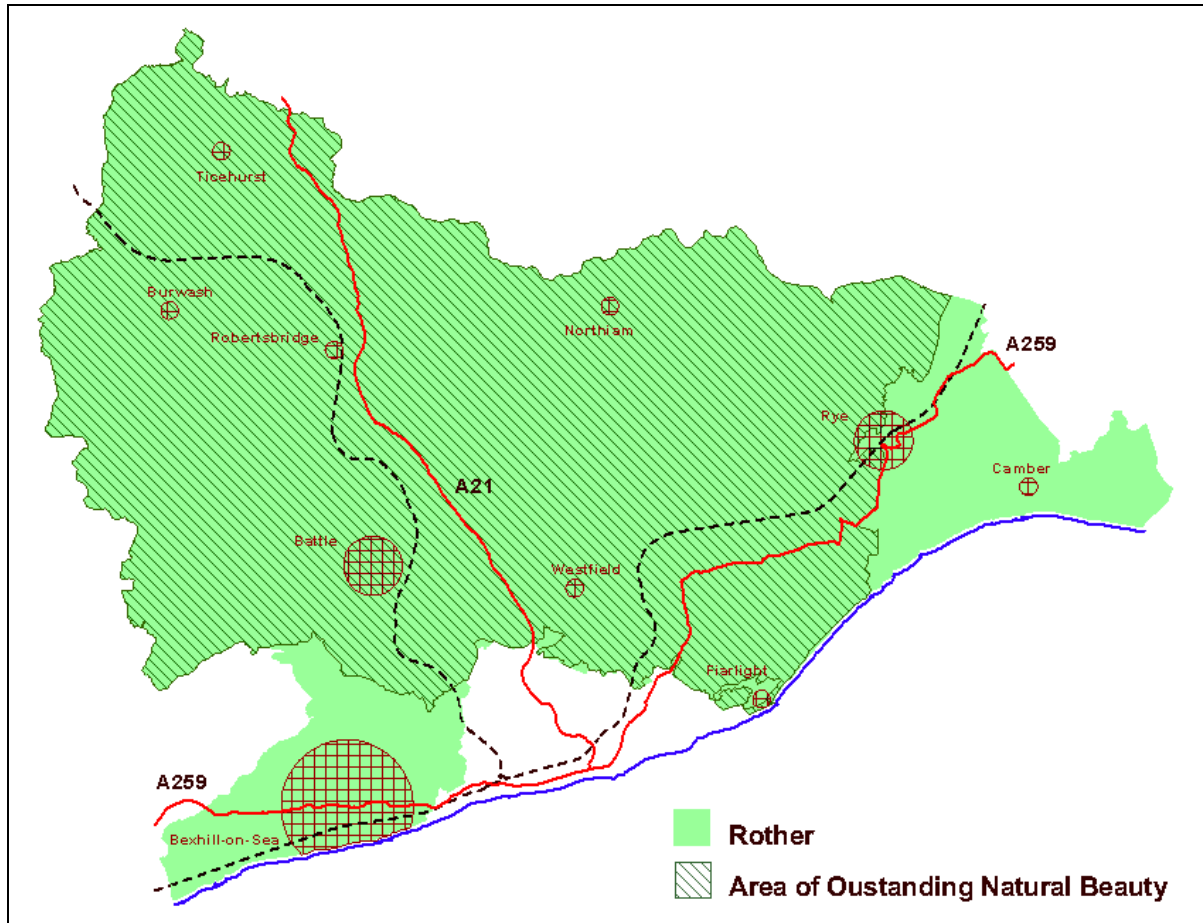 Ticehurst
Burwash
Robertsbridge
Northiam
A259
Rye
Camber
A21
Battle
Westfield
Fiarlight
A259
Bexhill-on-Sea
Rother
Area of Oustanding Natural Beauty